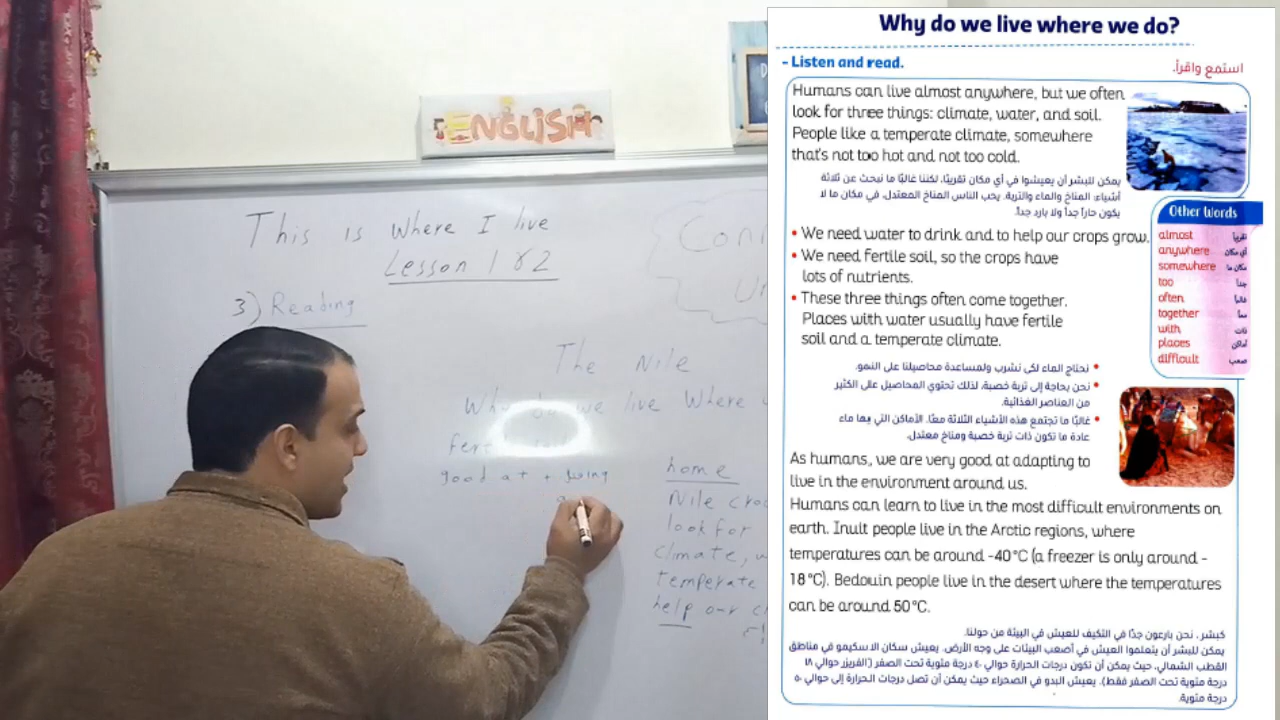 ENGLISH
This is Where I live
Lesson 2
3) Reading
The Nile
we live Where
good at +
home
Nile
look for
climate,
temperate
help our
Why do we live where we do?
- Listen and read.
استمع واقرأ.
Humans can live almost anywhere, but we often
look for three things: climate, water, and soil.
People like a temperate climate, somewhere
that's not too hot and not too cold.
يمكن للبشر أن يعيشوا في أي مكان تقريبًا، لكننا غالبًا ما نبحث عن ثلاثة
أشياء: المناخ والماء والتربة. يحب الناس المناخ المعتدل، في مكان ما لا
يكون حارًا جدًا ولا بارد جدًا.
• We need water to drink and to help our crops grow.
• We need fertile soil, so the crops have
lots of nutrients.
• These three things often come together.
Places with water usually have fertile
soil and a temperate climate.
• نحتاج الماء لكى نشرب ولمساعدة محاصيلنا على النمو.
• نحن بحاجة إلى تربة خصبة، لذلك تحتوي المحاصيل على الكثير
من العناصر الغذائية.
• غالبًا ما تجتمع هذه الأشياء الثلاثة معًا. الأماكن التي بها ماء
عادة ما تكون ذات تربة خصبة ومناخ معتدل.
Other Words
almost تقريباً
anywhere أي مكان
somewhere مكان ما
too جداً
often غالباً
together معاً
with ذات
places أماكن
difficult صعب
As humans, we are very good at adapting to
live in the environment around us.
Humans can learn to live in the most difficult environments on
earth. Inuit people live in the Arctic regions, where
temperatures can be around -40°C (a freezer is only around -
18°C). Bedouin people live in the desert where the temperatures
can be around 50°C.
كبشر، نحن بارعون جدًا في التكيف للعيش في البيئة من حولنا.
يمكن للبشر أن يتعلموا العيش في أصعب البيئات على وجه الأرض. يعيش سكان الاسكيمو في مناطق
القطب الشمالي، حيث يمكن أن تكون درجات الحرارة حوالي ٤٠ درجة مئوية تحت الصفر (الفريزر حوالي ١٨
درجة مئوية تحت الصفر فقط). يعيش البدو في الصحراء حيث يمكن أن تصل درجات الحرارة إلى حوالي ٥٠
درجة مئوية.